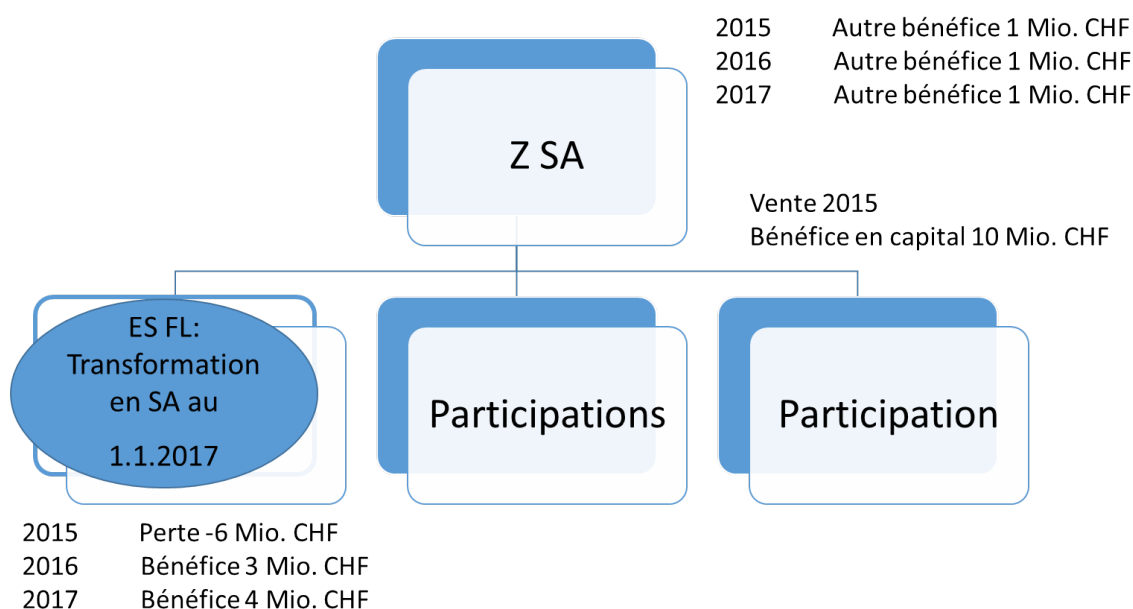 2015 Autre bénéfice 1 Mio. CHF
2016 Autre bénéfice 1 Mio. CHF
2017 Autre bénéfice 1 Mio. CHF
Z SA
Vente 2015
Bénéfice en capital 10 Mio. CHF
ES FL:
Transformation
en SA au
1.1.2017
Participations
Participation
2015 Perte -6 Mio. CHF
2016 Bénéfice 3 Mio. CHF
2017 Bénéfice 4 Mio. CHF